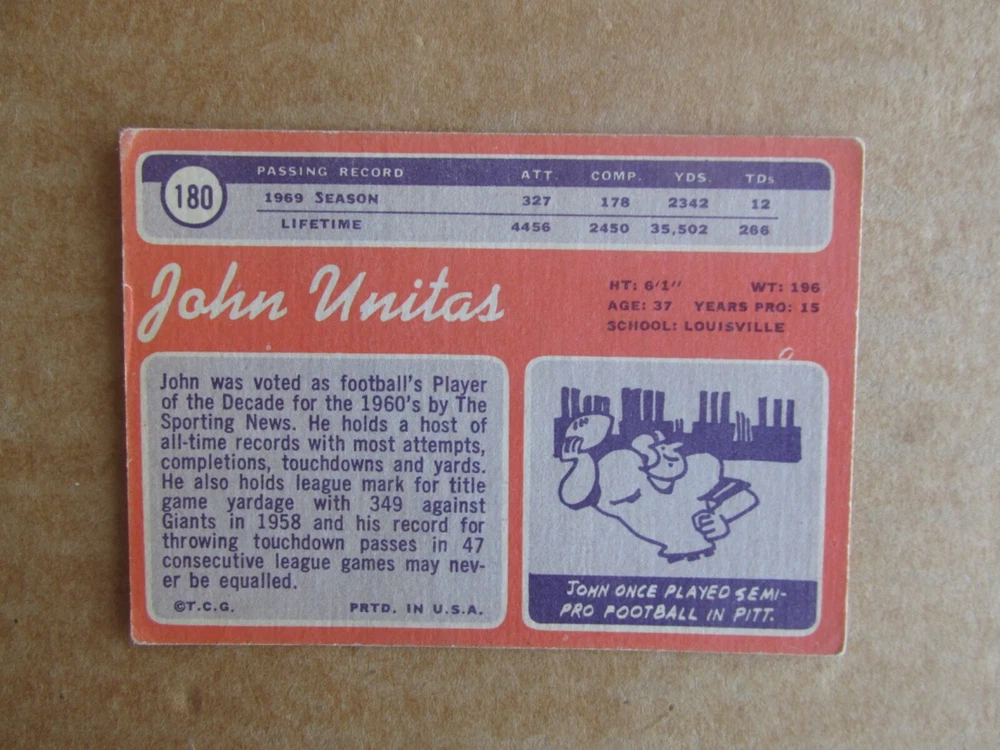 180
PASSING RECORD ATT. COMP. YDS. TDs
1969 SEASON 327 178 2342 12
LIFETIME 4456 2450 35,502 266
John Unitas
HT: 6'1" WT: 196
AGE: 37 YEARS PRO: 15
SCHOOL: LOUISVILLE
John was voted as football's Player
of the Decade for the 1960's by The
Sporting News. He holds a host of
all-time records with most attempts,
completions, touchdowns and yards.
He also holds league mark for title
game yardage with 349 against
Giants in 1958 and his record for
throwing touchdown passes in 47
consecutive league games may nev-
er be equalled.
©T.C.G. PRTD. IN U.S.A.
JOHN ONCE PLAYED SEMI-
PRO FOOTBALL IN PITT.